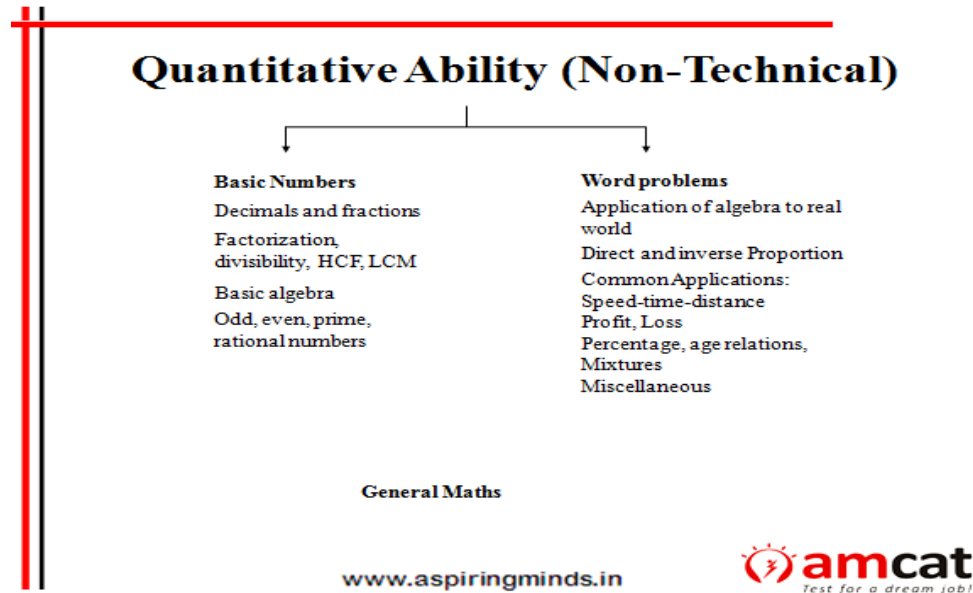 Quantitative Ability (Non-Technical)
Basic Numbers
Decimals and fractions
Factorization,
divisibility, HCF, LCM
Basic algebra
Odd, even, prime,
rational numbers
Word problems
Application of algebra to real
world
Direct and inverse Proportion
Common Applications:
Speed-time-distance
Profit, Loss
Percentage, age relations,
Mixtures
Miscellaneous
General Maths
www.aspiringminds.in
amcat
Test for a dream job!